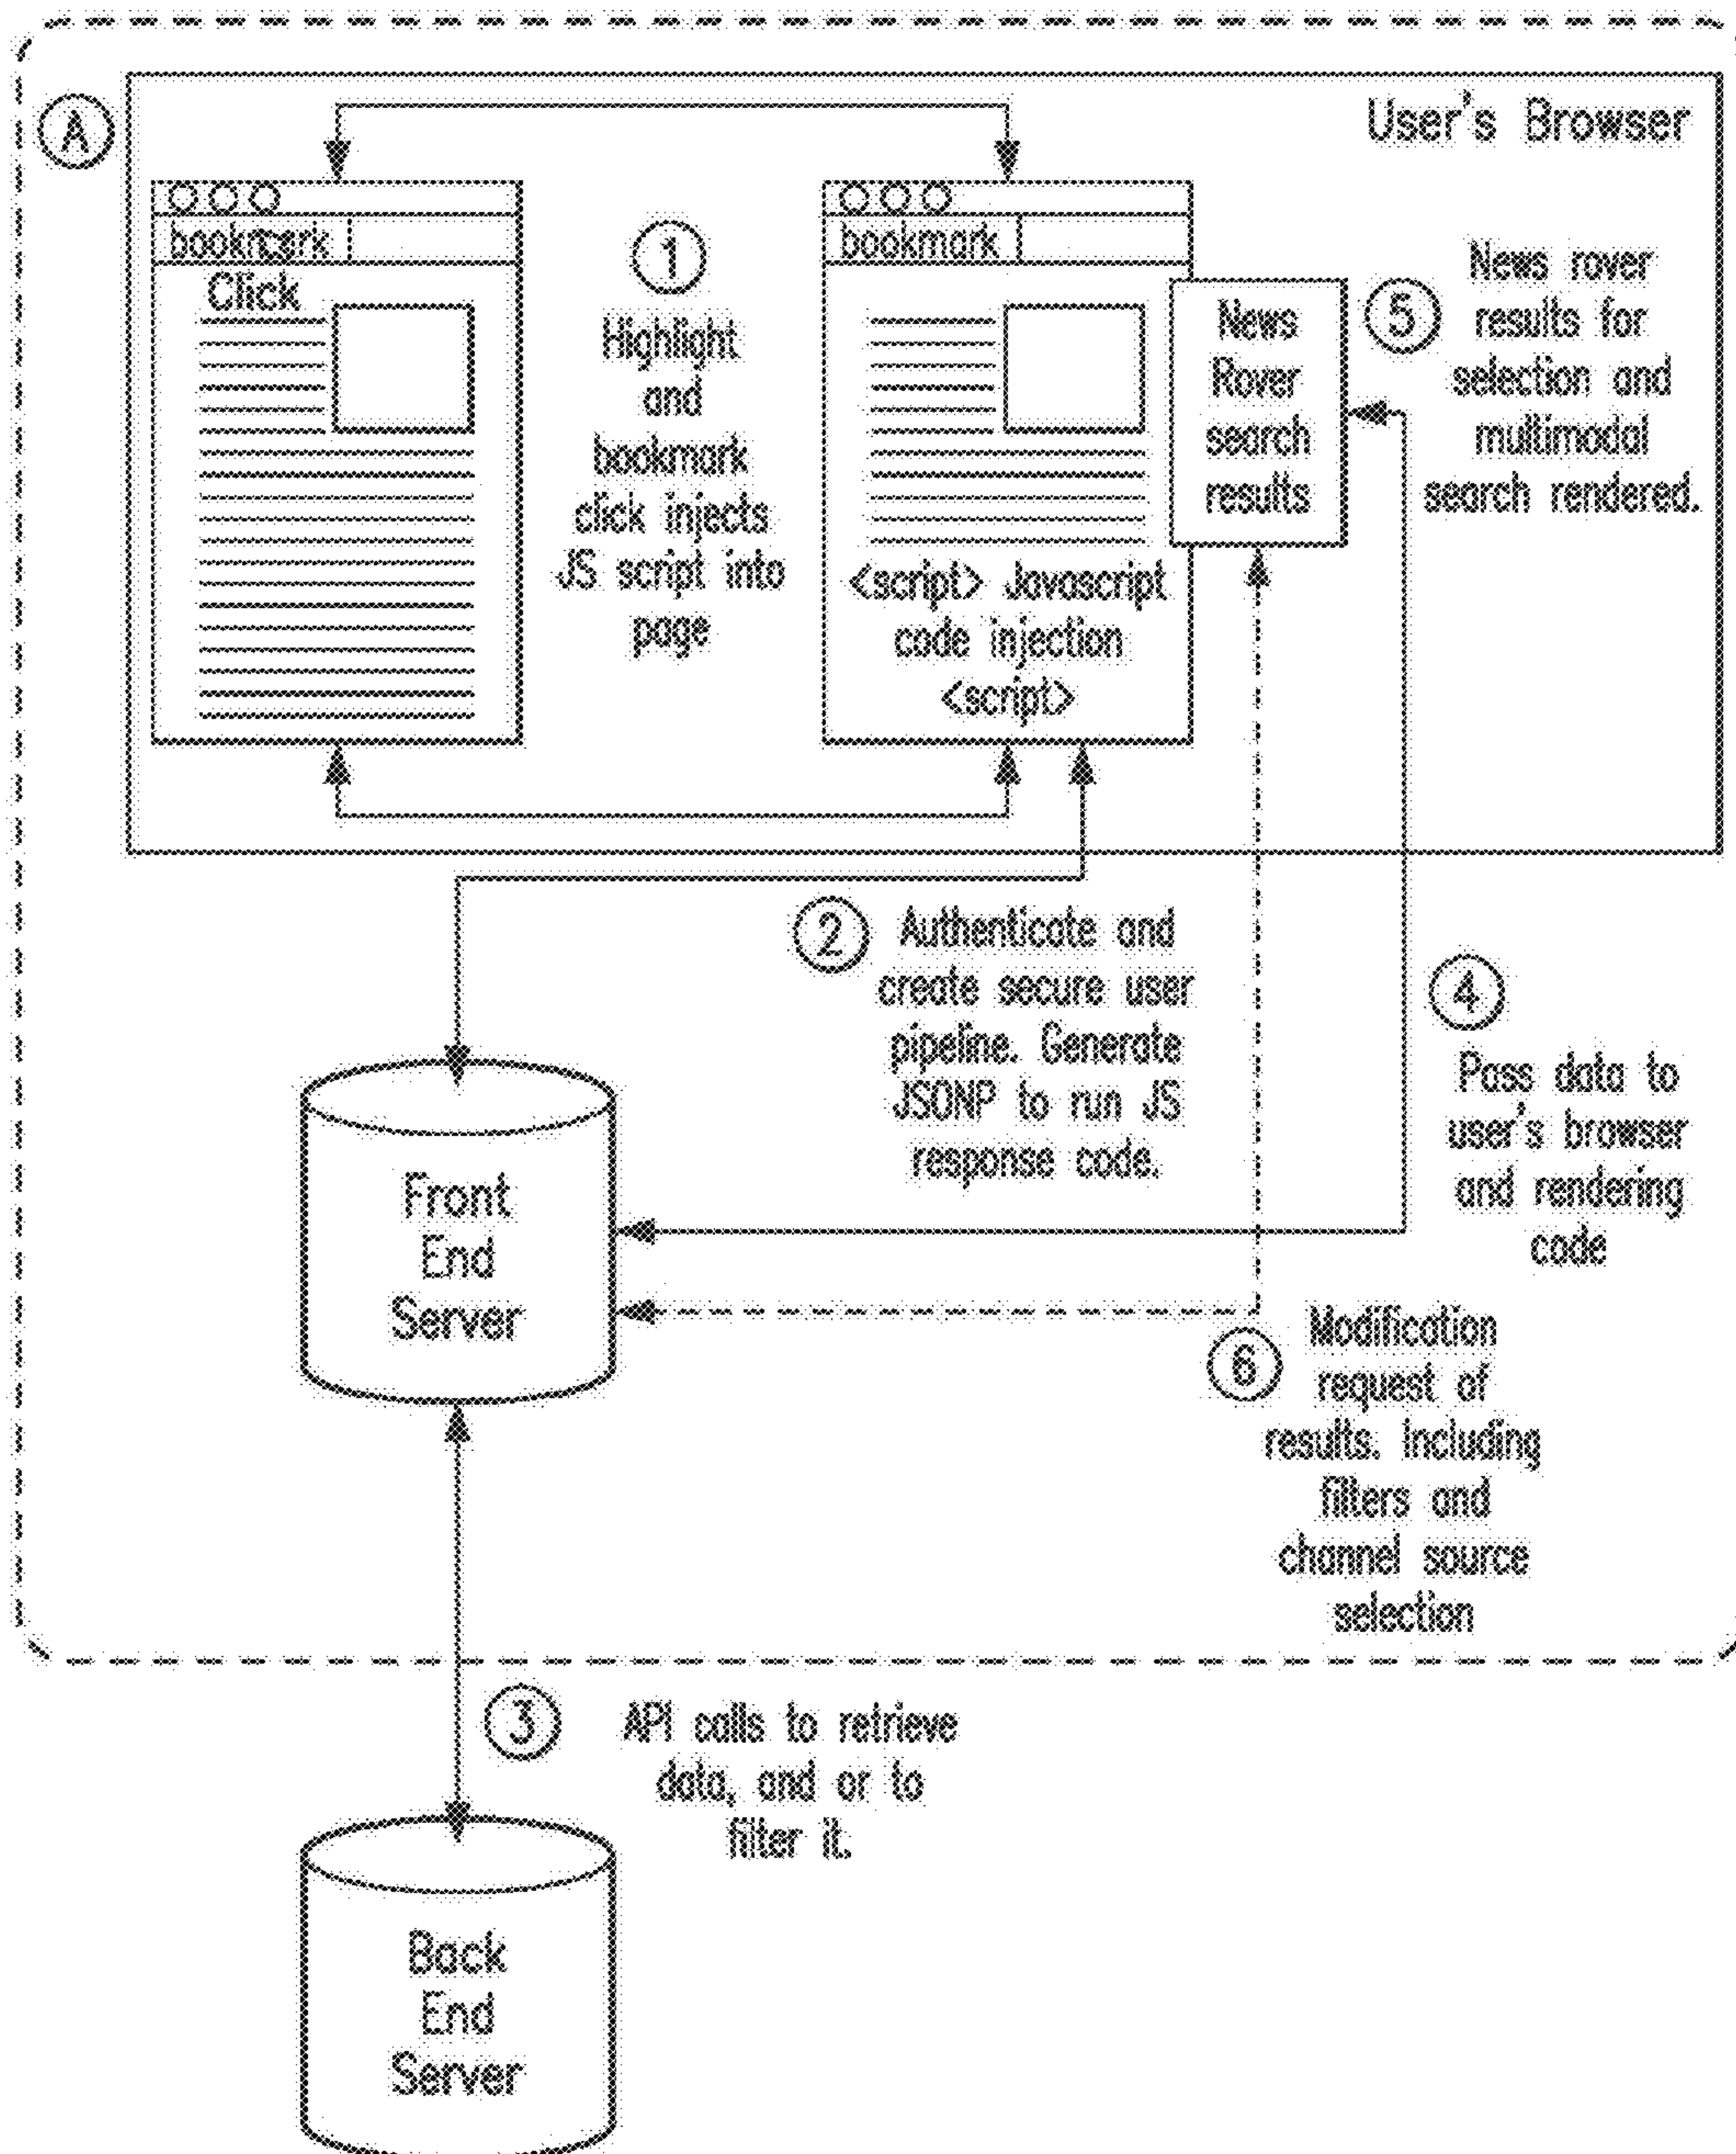 A
User's Browser
bookmark
Click
1
Highlight
and
bookmark
click injects
JS script into
page
bookmark
<script> Javascript
code injection
<script>
News
Rover
search
results
5
News rover
results for
selection and
multimodal
search rendered.
2
Authenticate and
create secure user
pipeline. Generate
JSONP to run JS
response code.
4
Pass data to
user's browser
and rendering
code
Front
End
Server
6
Modification
request of
results. Including
filters and
channel source
selection
3
API calls to retrieve
data, and or to
filter it.
Back
End
Server